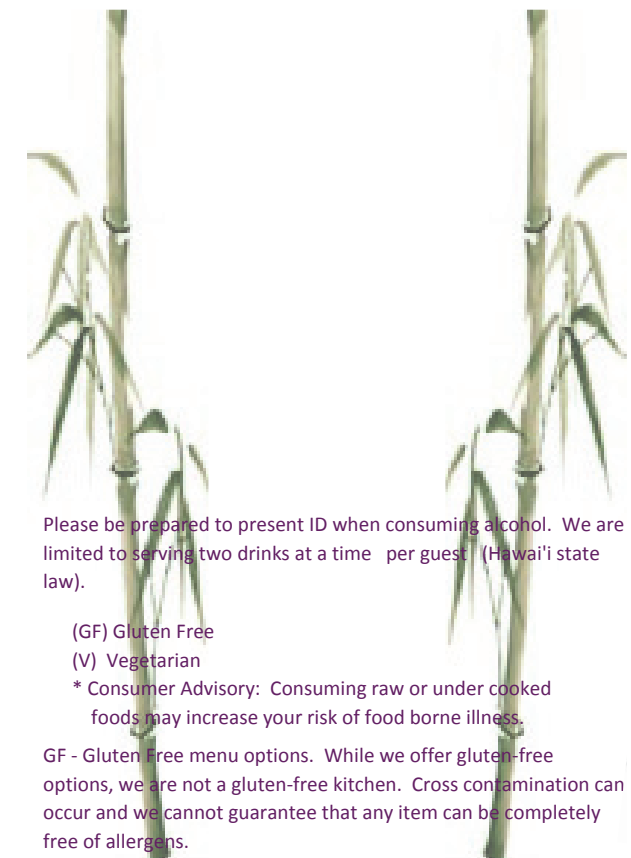 Please be prepared to present ID when consuming alcohol.  We are
limited to serving two drinks at a time   per guest   (Hawai'i state
law).
(GF) Gluten Free
(V)  Vegetarian
* Consumer Advisory:  Consuming raw or under cooked
foods may increase your risk of food borne illness.
GF - Gluten Free menu options.  While we offer gluten-free
options, we are not a gluten-free kitchen.  Cross contamination can
occur and we cannot guarantee that any item can be completely
free of allergens.